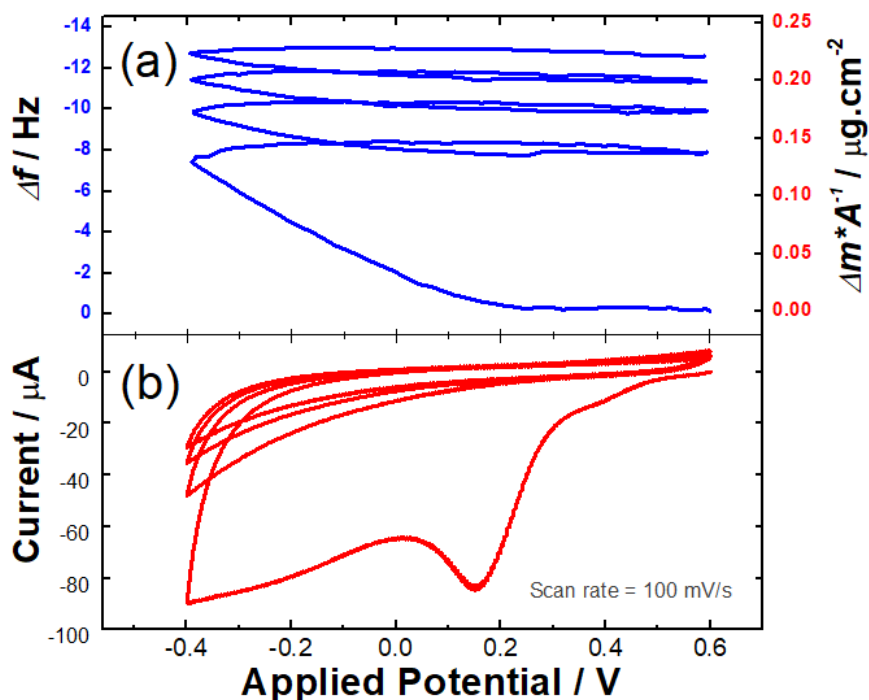 -14
-12
-10
-8
-6
-4
-2
0
Δf / Hz
(a)
0.25
0.20
0.15
0.10
0.05
0.00
Δm*A⁻¹ / μg.cm⁻²
0
-20
-40
-60
-80
-100
Current / μA
(b)
Scan rate = 100 mV/s
-0.4 -0.2 0.0 0.2 0.4 0.6
Applied Potential / V